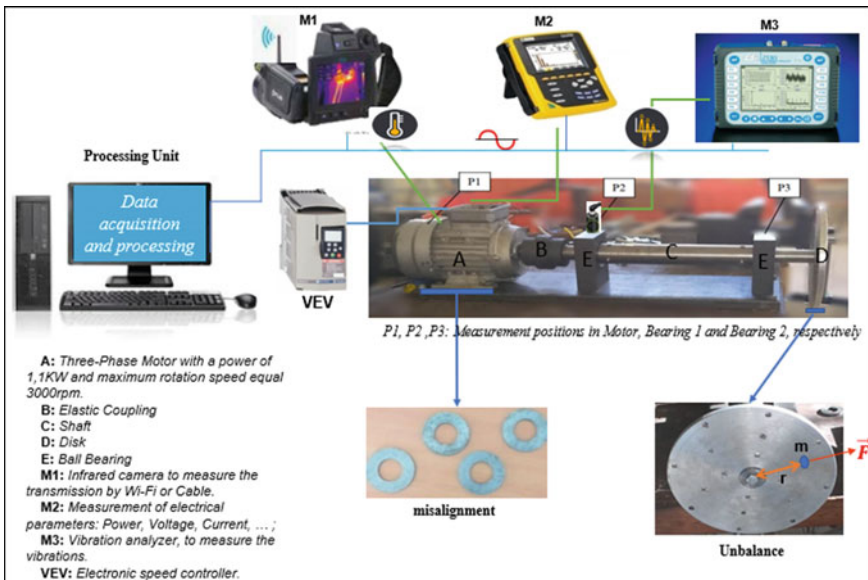 M1
M2
M3
Processing Unit
Data
acquisition
and processing
VEV
P1
P2
P3
A
B
E
C
E
D
P1, P2 ,P3: Measurement positions in Motor, Bearing 1 and Bearing 2, respectively
A: Three-Phase Motor with a power of
1,1KW and maximum rotation speed equal
3000rpm.
B: Elastic Coupling
C: Shaft
D: Disk
E: Ball Bearing
M1: Infrared camera to measure the
transmission by Wi-Fi or Cable.
M2: Measurement of electrical
parameters: Power, Voltage, Current, ... ;
M3: Vibration analyzer, to measure the
vibrations.
VEV: Electronic speed controller.
misalignment
m
F
r
Unbalance